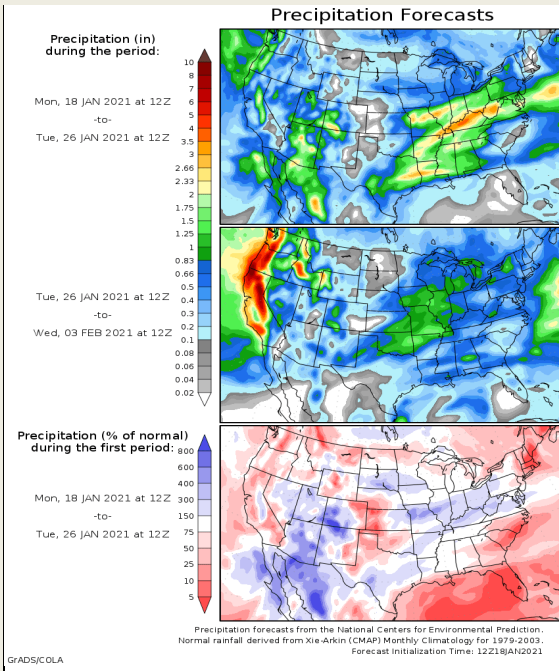 Precipitation Forecasts
Precipitation (in)
during the period:
Mon, 18 JAN 2021 at 12Z
-to-
Tue, 26 JAN 2021 at 12Z
10
8
7
6
5
4
3.5
3
2.66
2.33
2
1.75
1.5
1.25
1
0.83
0.66
0.5
0.4
0.3
0.2
0.1
0.08
0.06
0.04
0.02
Tue, 26 JAN 2021 at 12Z
-to-
Wed, 03 FEB 2021 at 12Z
Precipitation (% of normal)
during the first period:
Mon, 18 JAN 2021 at 12Z
-to-
Tue, 26 JAN 2021 at 12Z
800
600
400
300
150
75
50
25
10
5
Precipitation forecasts from the National Centers for Environmental Prediction.
Normal rainfall derived from Xie-Arkin (CMAP) Monthly Climatology for 1979-2003.
Forecast Initialization Time: 12Z18JAN2021
GrADS/COLA